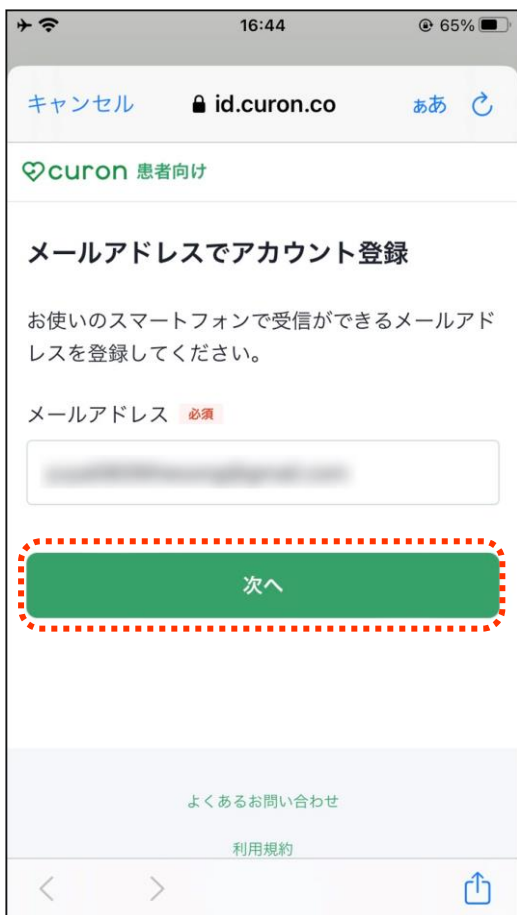 16:44
65%
キャンセル
id.curon.co
ぁあ
curon 患者向け
メールアドレスでアカウント登録
お使いのスマートフォンで受信ができるメールアド
レスを登録してください。
メールアドレス 必須
次へ
よくあるお問い合わせ
利用規約